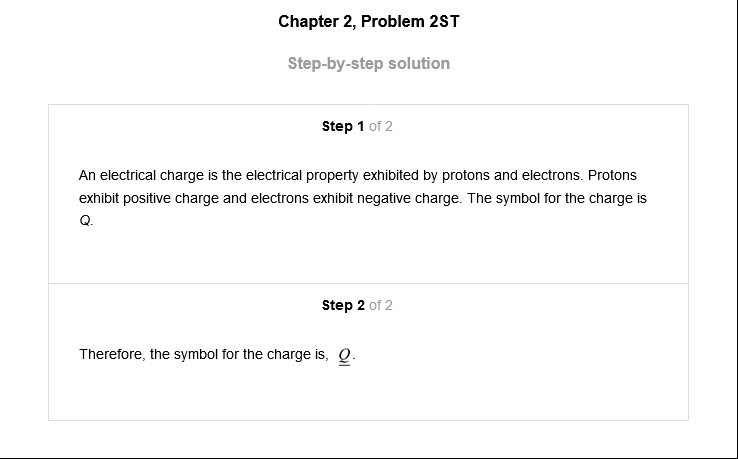 Chapter 2, Problem 2ST
Step-by-step solution
Step 1 of 2
An electrical charge is the electrical property exhibited by protons and electrons. Protons
exhibit positive charge and electrons exhibit negative charge. The symbol for the charge is
Q.
Step 2 of 2
Therefore, the symbol for the charge is, Q.